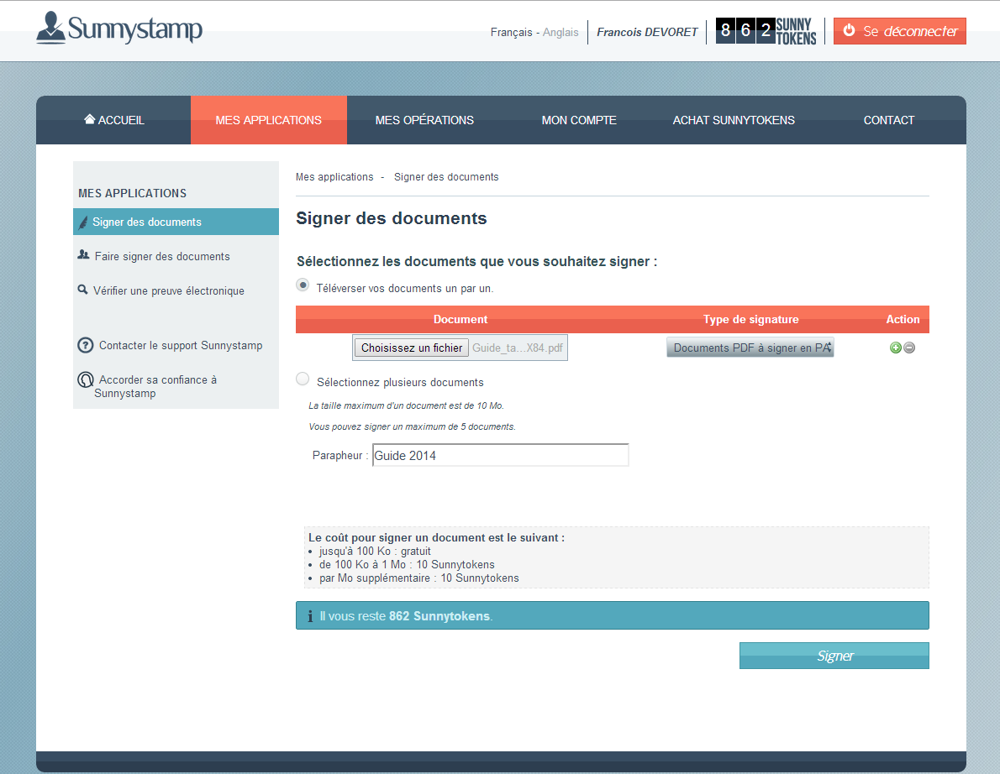 Sunnystamp
Français - Anglais
Francois DEVORET
862 SUNNY TOKENS
Se déconnecter
ACCUEIL
MES APPLICATIONS
MES OPÉRATIONS
MON COMPTE
ACHAT SUNNYTOKENS
CONTACT
MES APPLICATIONS
Signer des documents
Faire signer des documents
Vérifier une preuve électronique
Contacter le support Sunnystamp
Accorder sa confiance à
Sunnystamp
Mes applications - Signer des documents
Signer des documents
Sélectionnez les documents que vous souhaitez signer :
Téléverser vos documents un par un.
Document Type de signature Action
Choisissez un fichier Guide_ta...X84.pdf Documents PDF à signer en PA
Sélectionnez plusieurs documents
La taille maximum d'un document est de 10 Mo.
Vous pouvez signer un maximum de 5 documents.
Parapheur : Guide 2014
Le coût pour signer un document est le suivant :
• jusqu'à 100 Ko : gratuit
• de 100 Ko à 1 Mo : 10 Sunnytokens
• par Mo supplémentaire : 10 Sunnytokens
Il vous reste 862 Sunnytokens.
Signer